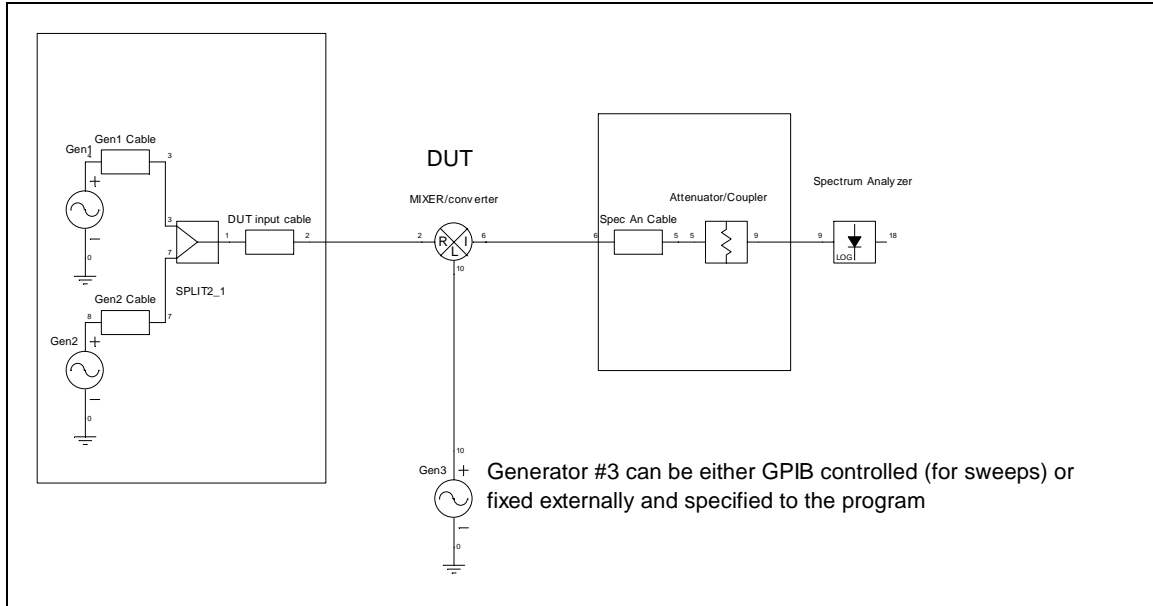 Gen1 Cable
Gen1
4
3
+
3
DUT input cable
1
2
7
0
SPLIT2_1
Gen2 Cable
8
7
Gen2
+
0
DUT
MIXER/converter
2
R
I
L
6
10
10
Gen3
+
0
Generator #3 can be either GPIB controlled (for sweeps) or
fixed externally and specified to the program
Spec An Cable
6
5
5
Attenuator/Coupler
9
Spectrum Analyzer
9
18
LOG